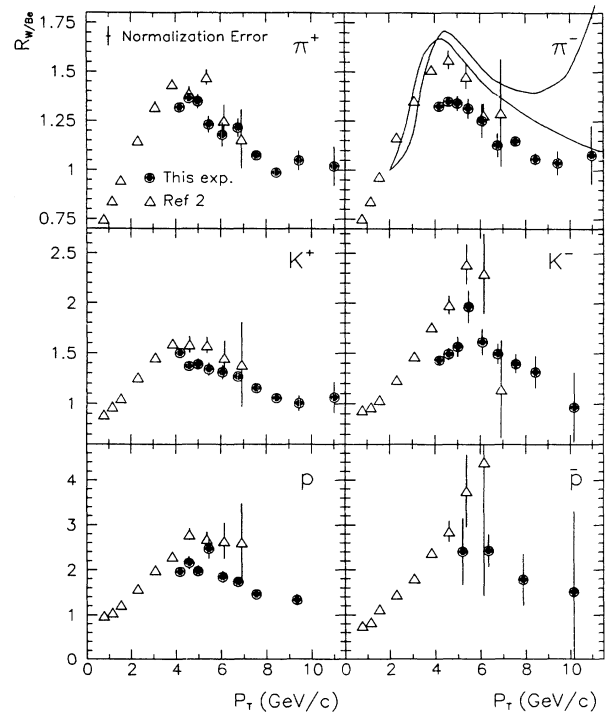 R_W/Be
1.75
1.5
1.25
1
0.75
Normalization Error
π⁺
This exp.
Ref 2
π⁻
2.5
2
1.5
1
K⁺
K⁻
4
3
2
1
0
p
p̄
0 2 4 6 8 10
2 4 6 8 10
P_T (GeV/c)
P_T (GeV/c)